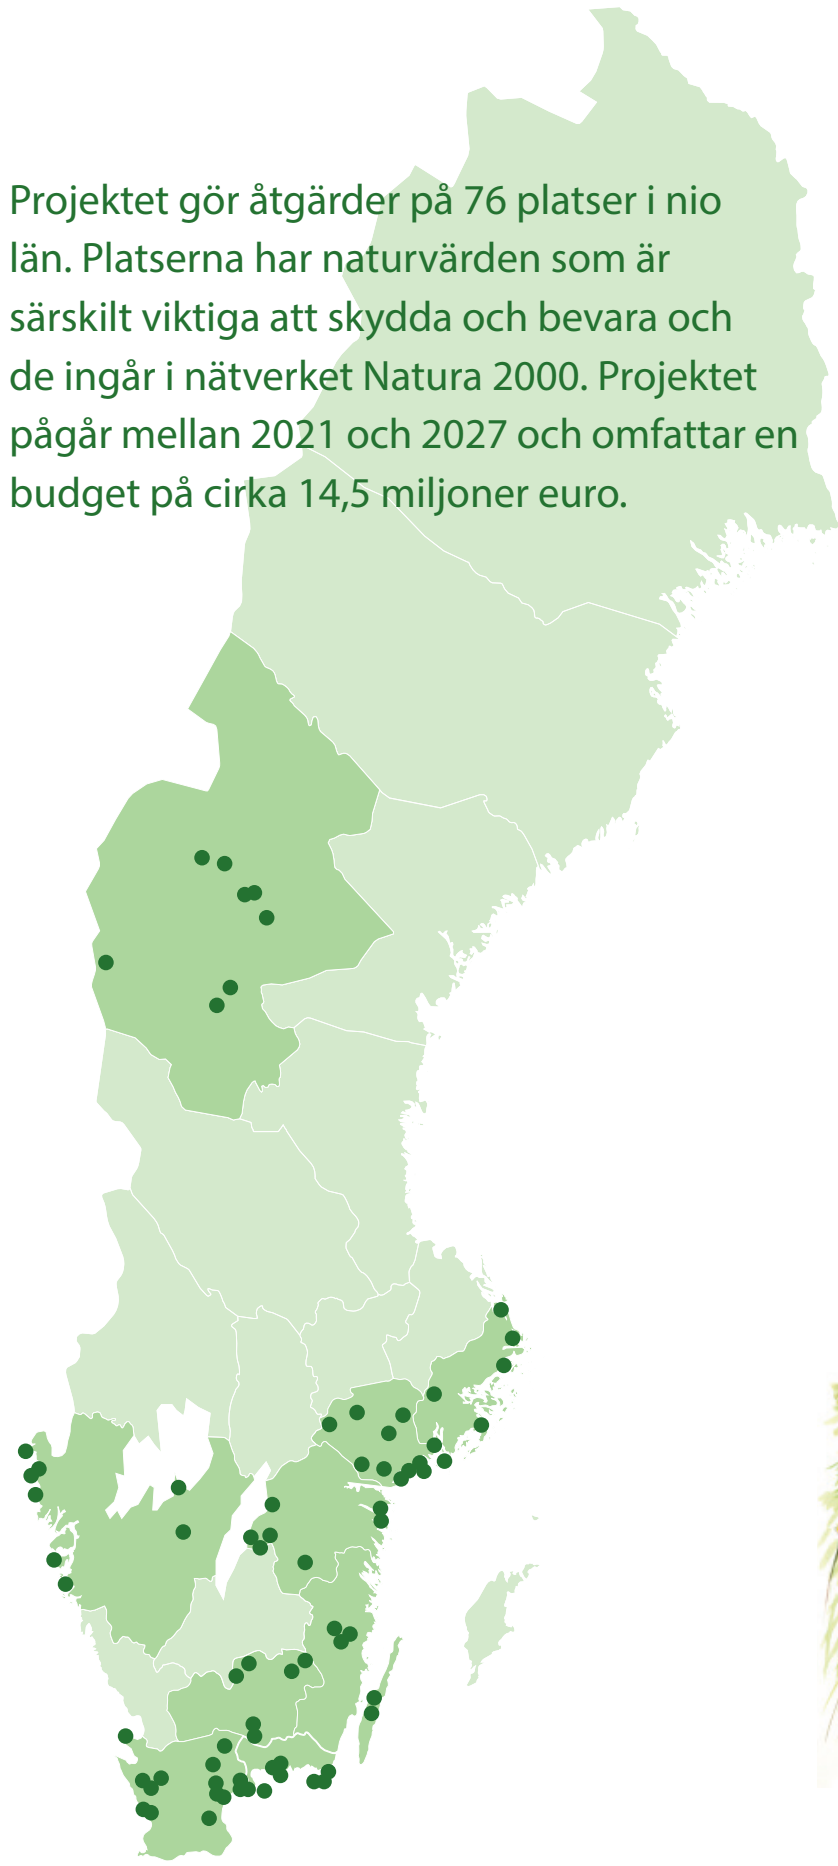 Projektet gör åtgärder på 76 platser i nio
län. Platserna har naturvärden som är
särskilt viktiga att skydda och bevara och
de ingår i nätverket Natura 2000. Projektet
pågår mellan 2021 och 2027 och omfattar en
budget på cirka 14,5 miljoner euro.